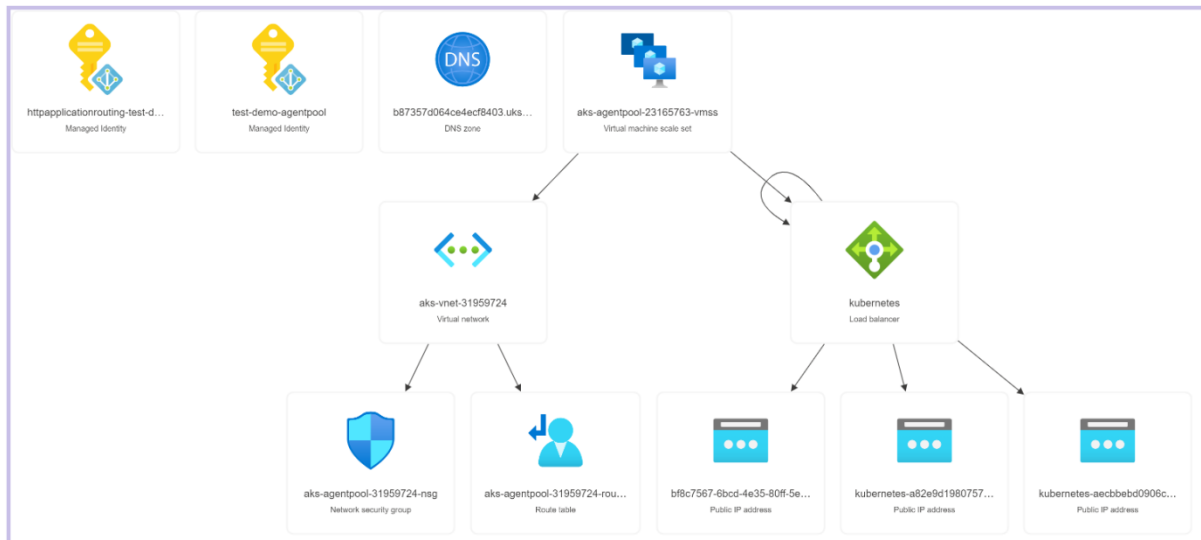 DNS
httpapplicationrouting-test-d...
Managed Identity
test-demo-agentpool
Managed Identity
b87357d064ce4ecf8403.uks...
DNS zone
aks-agentpool-23165763-vmss
Virtual machine scale set
aks-vnet-31959724
Virtual network
kubernetes
Load balancer
aks-agentpool-31959724-nsg
Network security group
aks-agentpool-31959724-rou...
Route table
bf8c7567-6bcd-4e35-80ff-5e...
Public IP address
kubernetes-a82e9d1980757...
Public IP address
kubernetes-aecbbebd0906c...
Public IP address